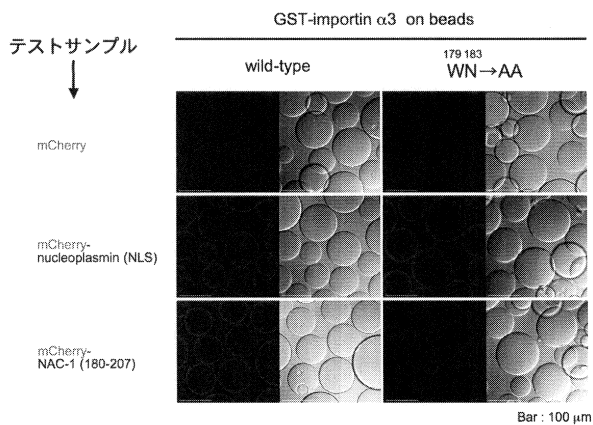 GST-importin α3 on beads
テストサンプル
wild-type
179 183
WN→AA
mCherry
mCherry-
nucleoplasmin (NLS)
mCherry-
NAC-1 (180-207)
Bar : 100 μm